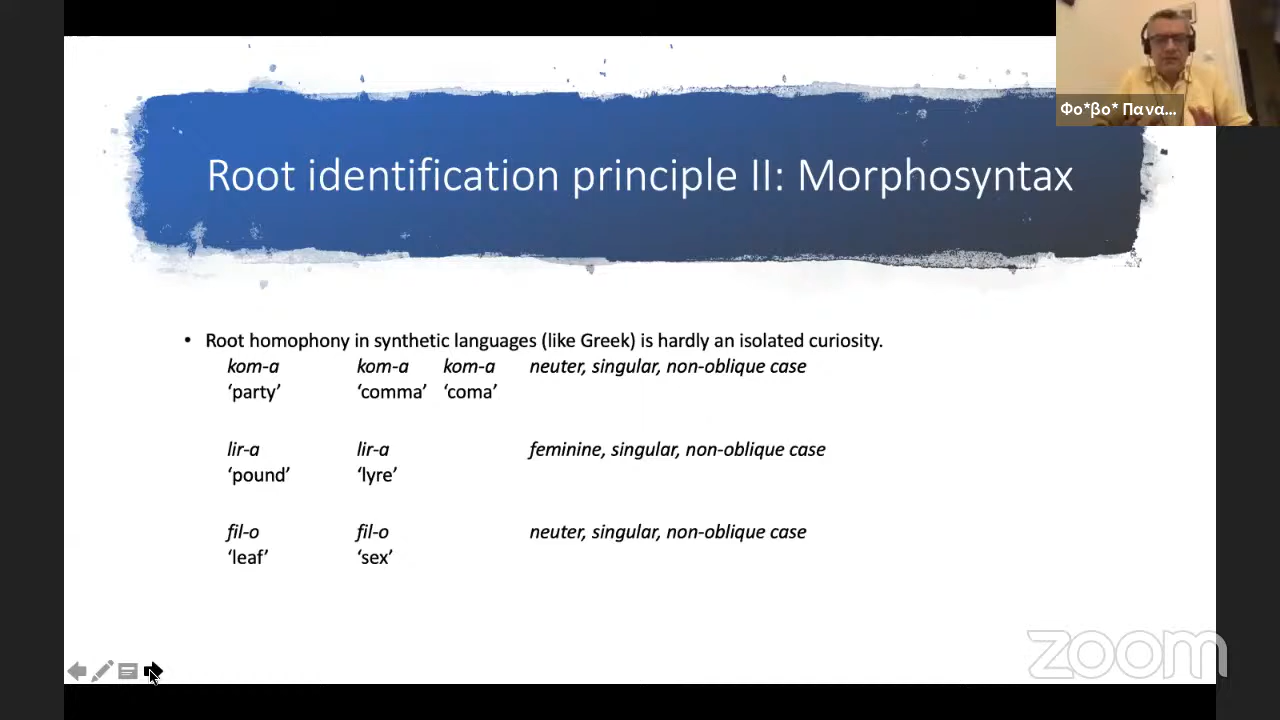 Φο*βο* Πανα...
Root identification principle II: Morphosyntax
• Root homophony in synthetic languages (like Greek) is hardly an isolated curiosity.
kom-a kom-a kom-a neuter, singular, non-oblique case
‘party’ ‘comma’ ‘coma’
lir-a lir-a feminine, singular, non-oblique case
‘pound’ ‘lyre’
fil-o fil-o neuter, singular, non-oblique case
‘leaf’ ‘sex’
zoom